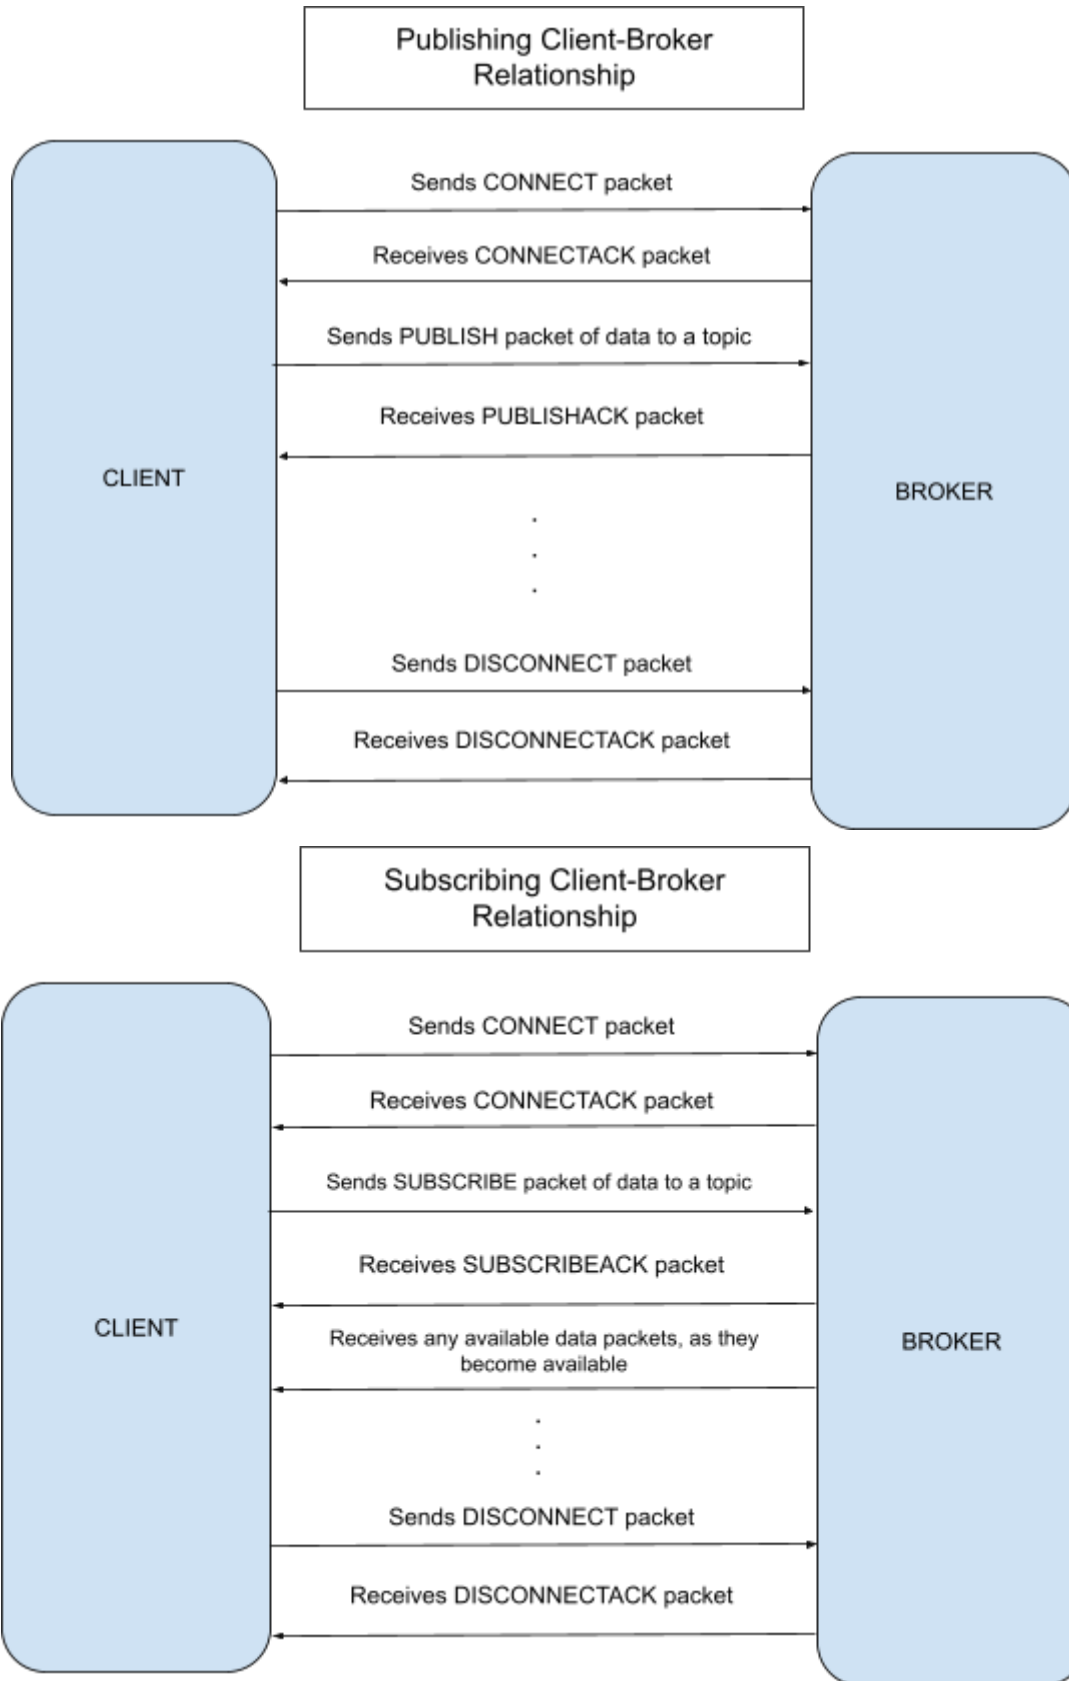 Publishing Client-Broker
Relationship
Sends CONNECT packet
Receives CONNECTACK packet
Sends PUBLISH packet of data to a topic
Receives PUBLISHACK packet
CLIENT
BROKER
.
.
.
Sends DISCONNECT packet
Receives DISCONNECTACK packet
Subscribing Client-Broker
Relationship
Sends CONNECT packet
Receives CONNECTACK packet
Sends SUBSCRIBE packet of data to a topic
Receives SUBSCRIBEACK packet
CLIENT
Receives any available data packets, as they
become available
BROKER
.
.
.
Sends DISCONNECT packet
Receives DISCONNECTACK packet